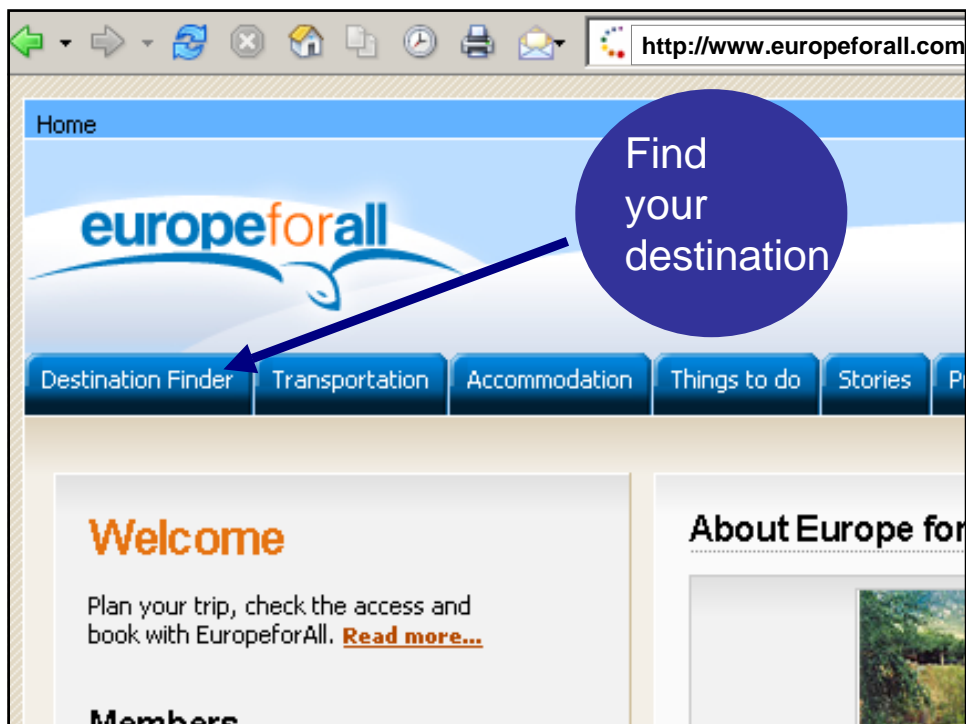 http://www.europeforall.com
Home
Find
your
destination
europeforall
Destination Finder
Transportation
Accommodation
Things to do
Stories
Welcome
About Europe for
Plan your trip, check the access and
book with EuropeforAll. Read more...
Members